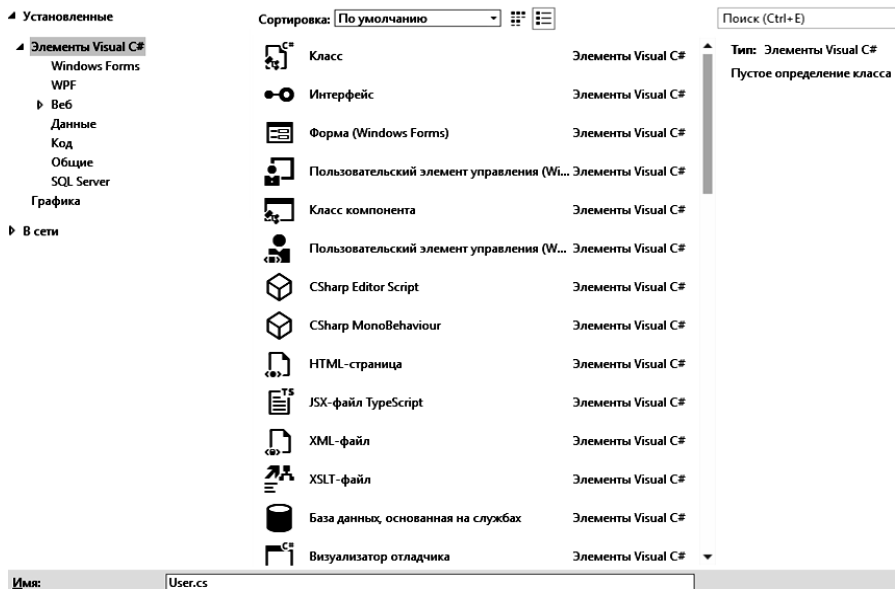 Установленные
Элементы Visual C#
Windows Forms
WPF
Веб
Данные
Код
Общие
SQL Server
Графика
В сети
Сортировка: По умолчанию
Класс Элементы Visual C#
Интерфейс Элементы Visual C#
Форма (Windows Forms) Элементы Visual C#
Пользовательский элемент управления (Wi... Элементы Visual C#
Класс компонента Элементы Visual C#
Пользовательский элемент управления (W... Элементы Visual C#
CSharp Editor Script Элементы Visual C#
CSharp MonoBehaviour Элементы Visual C#
HTML-страница Элементы Visual C#
TS
JSX-файл TypeScript Элементы Visual C#
XML-файл Элементы Visual C#
XSLT-файл Элементы Visual C#
База данных, основанная на службах Элементы Visual C#
C#
Визуализатор отладчика Элементы Visual C#
Поиск (Ctrl+E)
Тип: Элементы Visual C#
Пустое определение класса
Имя: User.cs